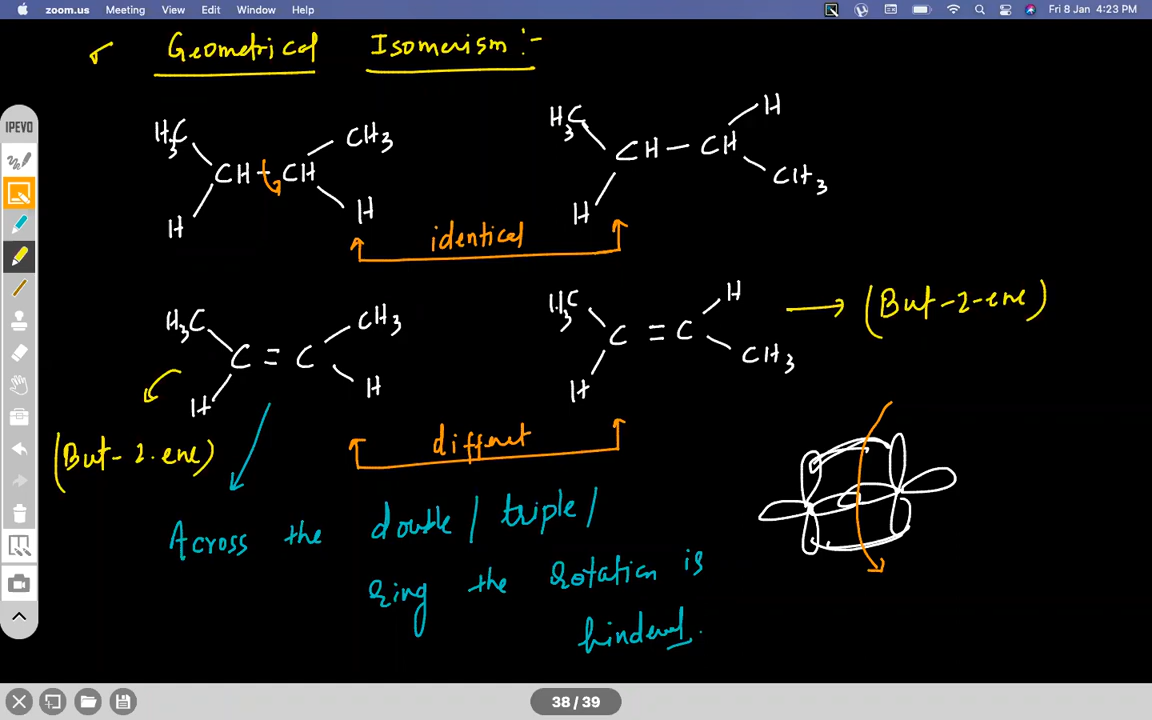 zoom.us Meeting View Edit Window Help Fri 8 Jan 4:23 PM
Geometrical Isomerism :-
IPEVO
H3C CH3
CH - CH
H H
H3C H
CH - CH
H CH3
identical
H3C CH3
C = C
H H
H3C H
C = C
H CH3
→ (But-2-ene)
(But-2-ene)
different
Across the double / triple /
ring the rotation is
hindered.
38 / 39